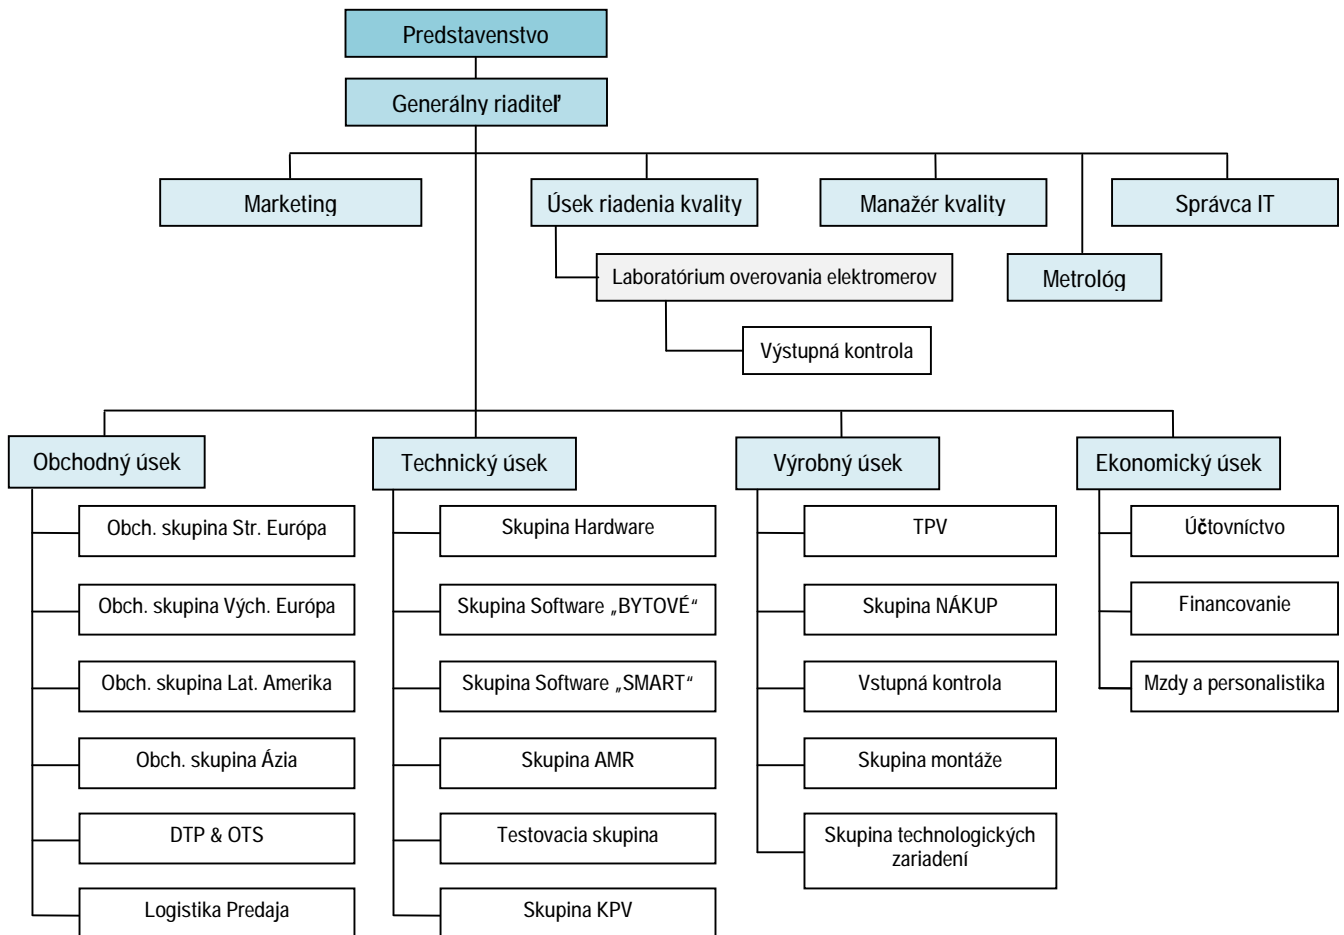 Predstavenstvo
Generálny riaditeľ
Marketing
Úsek riadenia kvality
Manažér kvality
Správca IT
Laboratórium overovania elektromerov
Metrológ
Výstupná kontrola
Obchodný úsek
Technický úsek
Výrobný úsek
Ekonomický úsek
Obch. skupina Str. Európa
Skupina Hardware
TPV
Účtovníctvo
Obch. skupina Vých. Európa
Skupina Software „BYTOVÉ“
Skupina NÁKUP
Financovanie
Obch. skupina Lat. Amerika
Skupina Software „SMART“
Vstupná kontrola
Mzdy a personalistika
Obch. skupina Ázia
Skupina AMR
Skupina montáže
DTP & OTS
Testovacia skupina
Skupina technologických
zariadení
Logistika Predaja
Skupina KPV